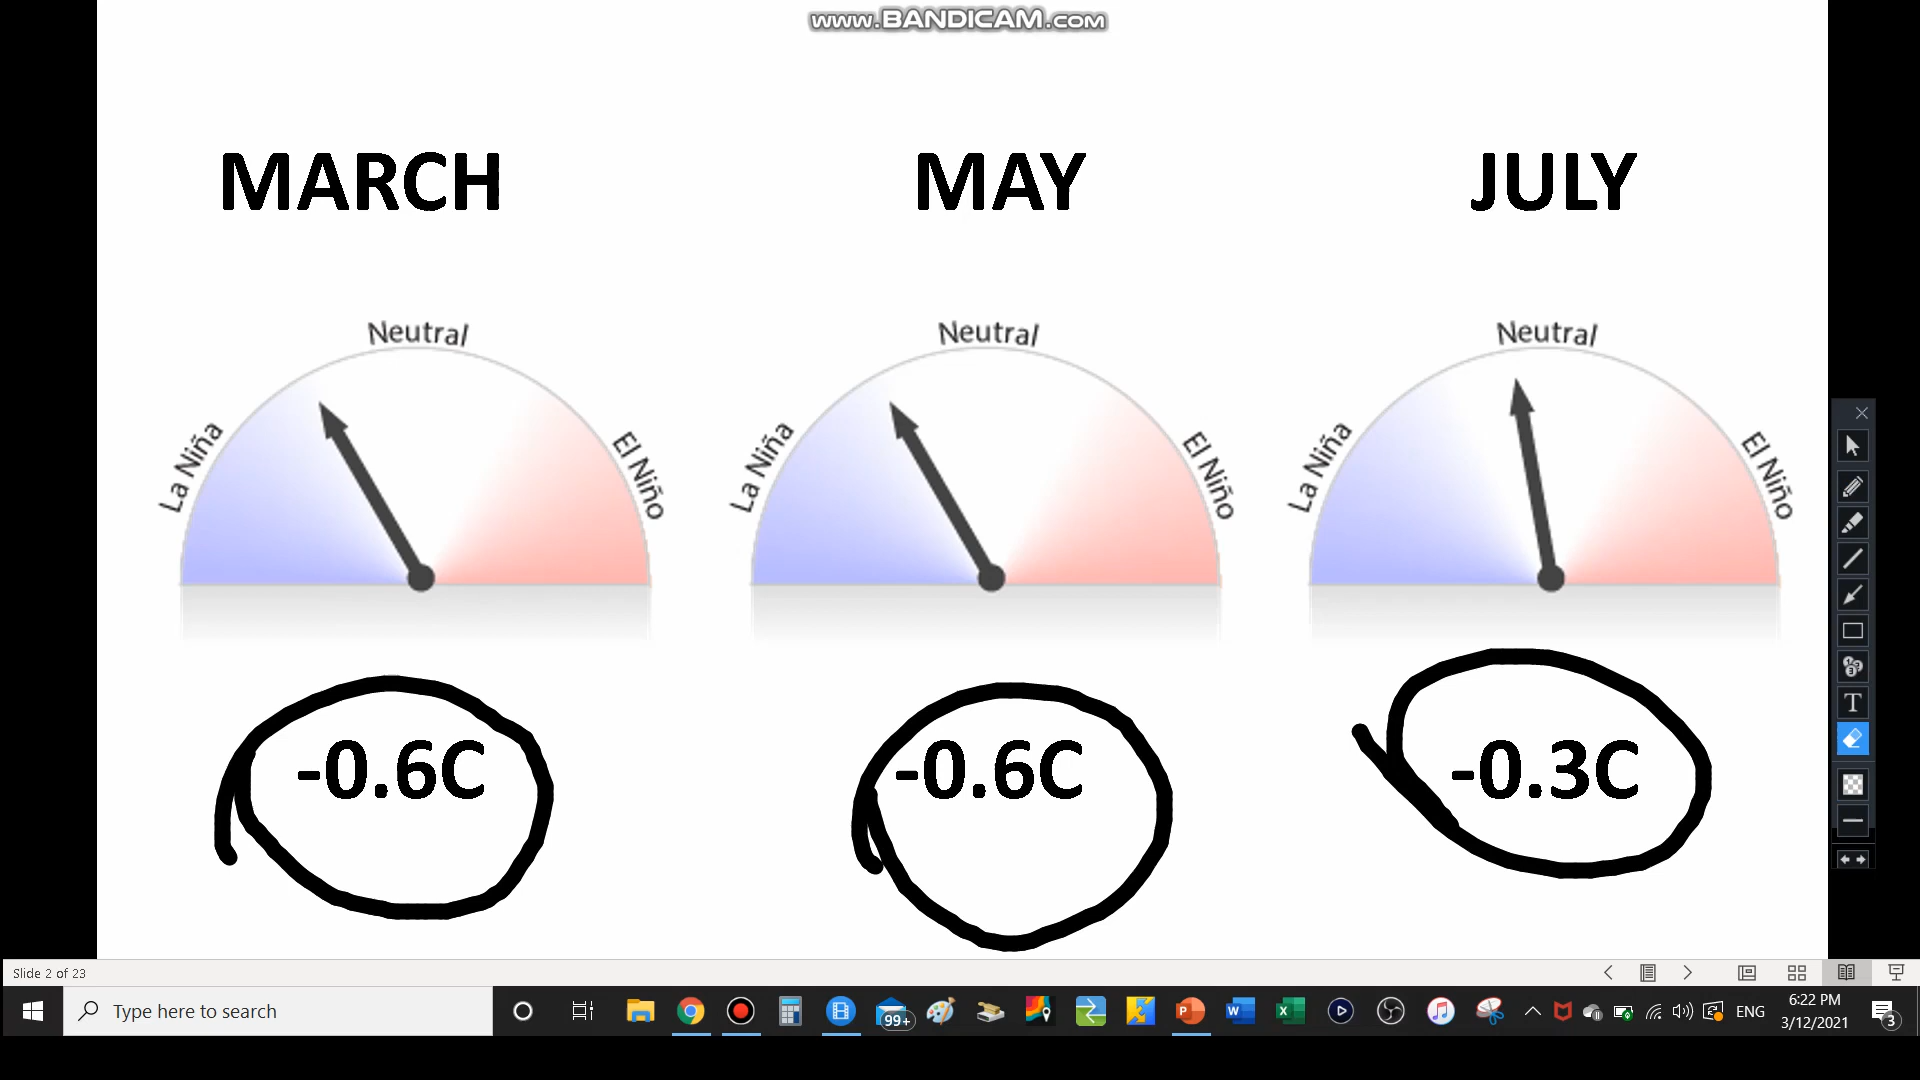 www.BANDICAM.com
MARCH MAY JULY
Neutral Neutral Neutral
La Niña El Niño La Niña El Niño La Niña El Niño
-0.6C -0.6C -0.3C
T
Slide 2 of 23
Type here to search
99+
ENG
6:22 PM
3/12/2021
3